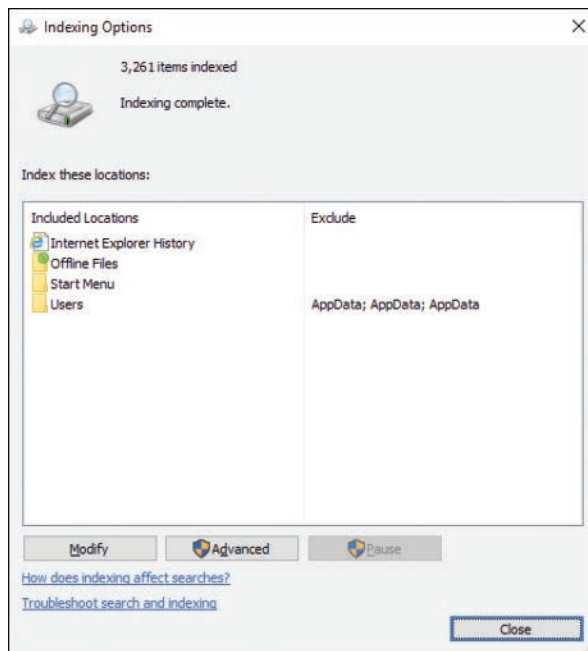 Indexing Options
3,261 items indexed
Indexing complete.
Index these locations:
Included Locations Exclude
Internet Explorer History
Offline Files
Start Menu
Users AppData; AppData; AppData
Modify Advanced Pause
How does indexing affect searches?
Troubleshoot search and indexing
Close